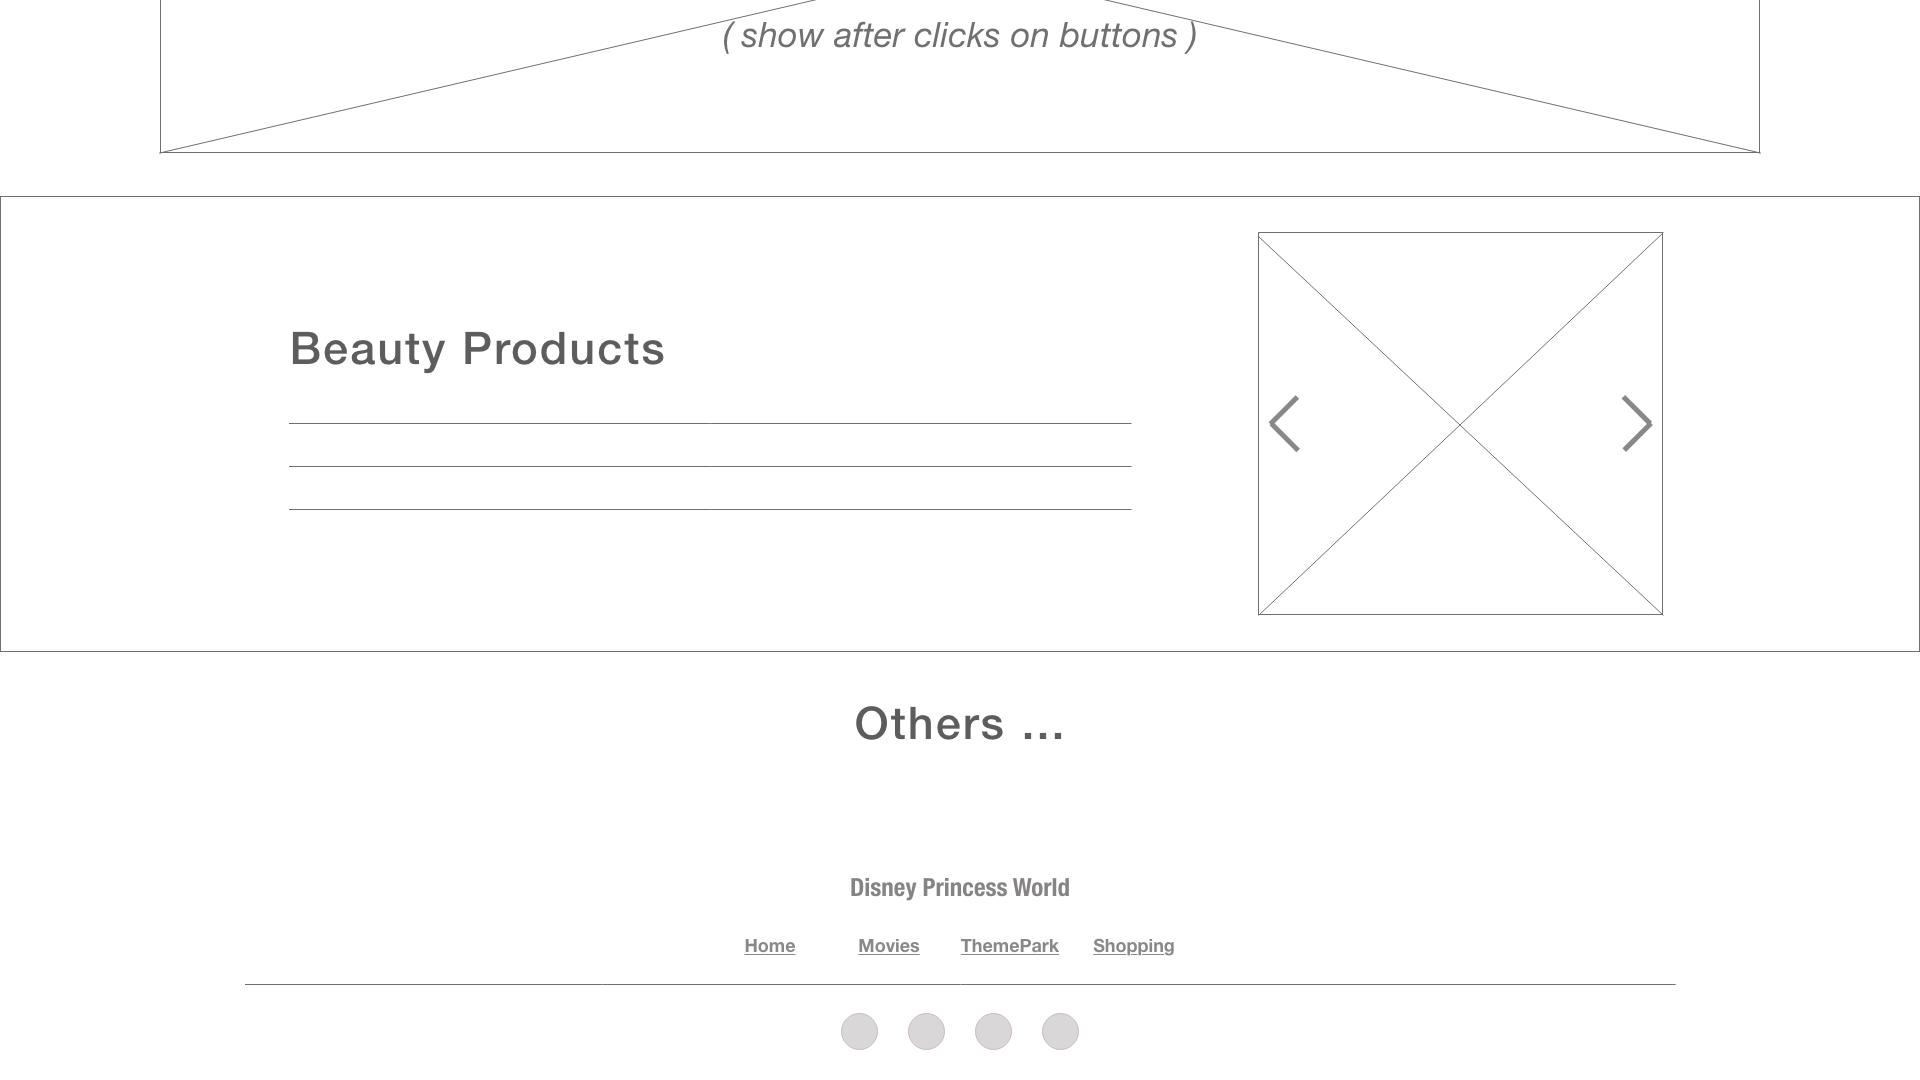 ( show after clicks on buttons )
Beauty Products
Others ...
Disney Princess World
Home Movies ThemePark Shopping